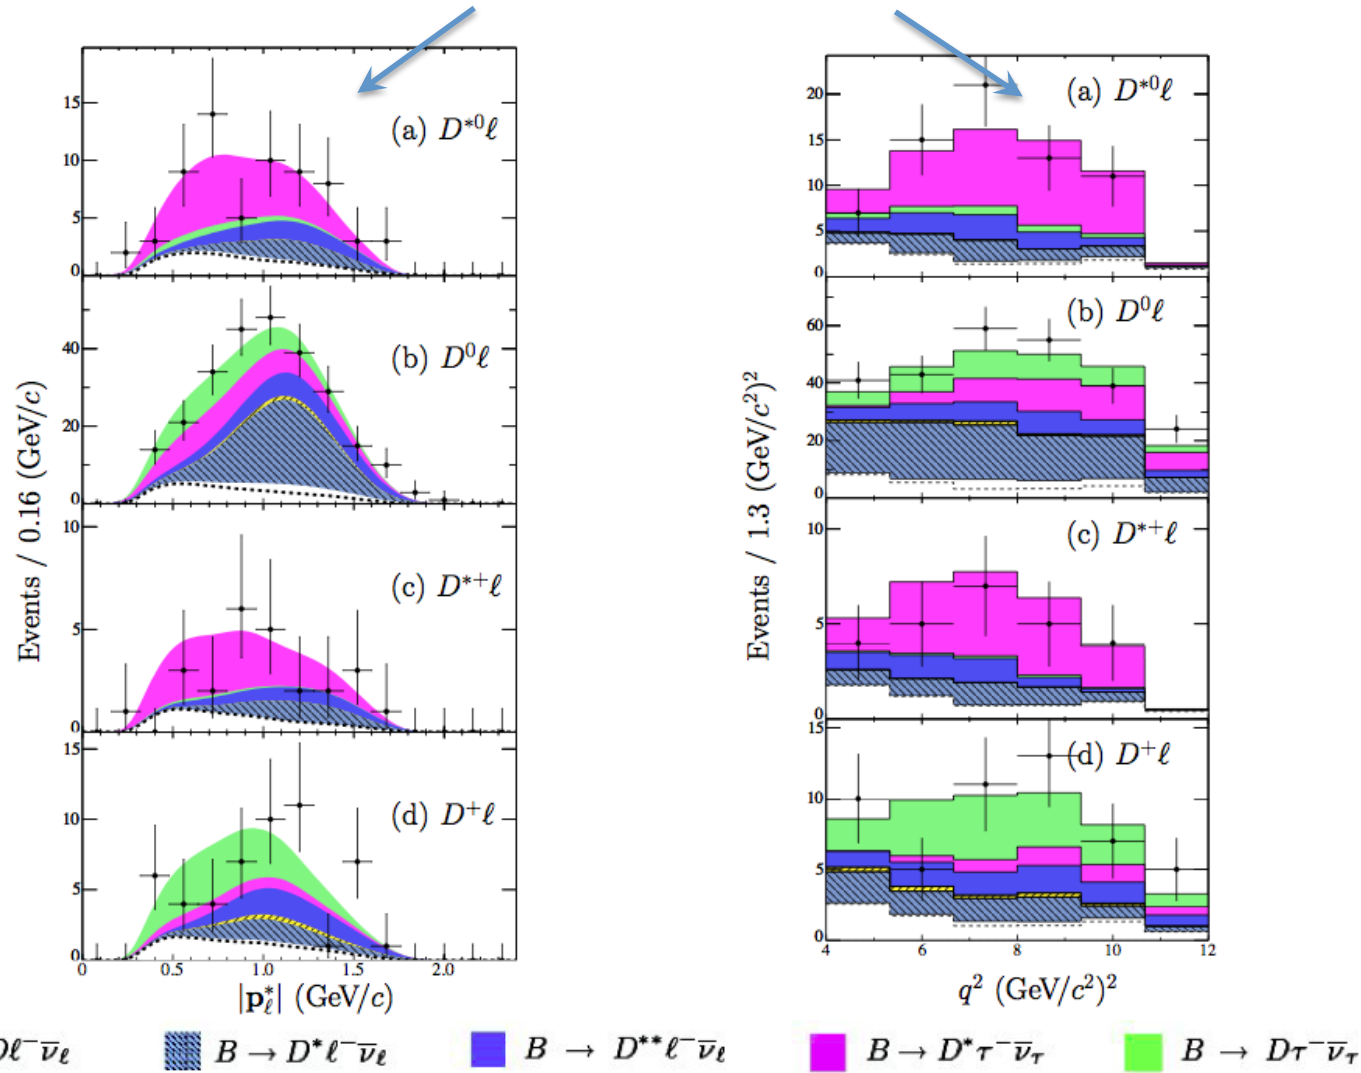 (a) D*0ℓ
15
10
5
0
(b) D0ℓ
40
20
0
(c) D*+ℓ
10
5
0
(d) D+ℓ
15
10
5
0
0 0.5 1.0 1.5 2.0
Events / 0.16 (GeV/c)
|p*ℓ| (GeV/c)
(a) D*0ℓ
20
15
10
5
0
(b) D0ℓ
60
40
20
0
(c) D*+ℓ
10
5
0
(d) D+ℓ
15
10
5
0
4 6 8 10 12
Events / 1.3 (GeV/c2)2
q2 (GeV/c2)2
ℓ−ν̄ℓ B → D*ℓ−ν̄ℓ B → D**ℓ−ν̄ℓ B → D*τ−ν̄τ B → Dτ−ν̄τ